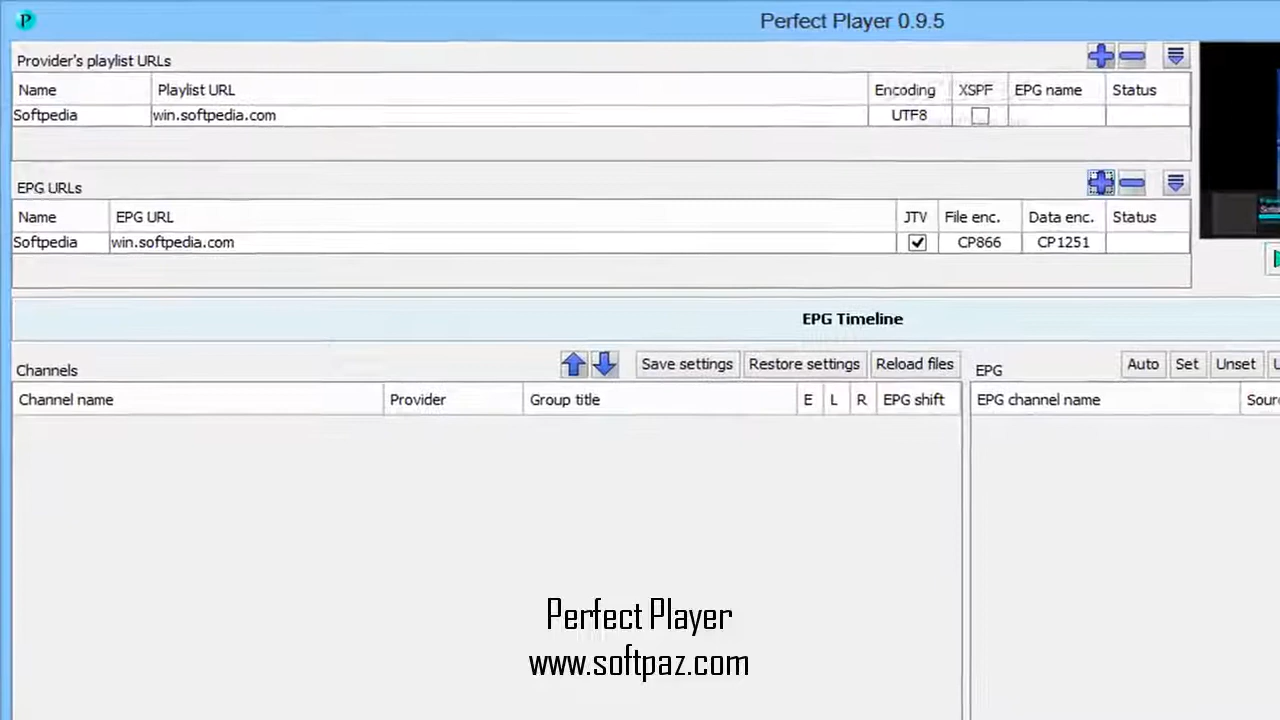 P Perfect Player 0.9.5
Provider's playlist URLs
Name Playlist URL Encoding XSPF EPG name Status
Softpedia win.softpedia.com UTF8
EPG URLs
Name EPG URL JTV File enc. Data enc. Status
Softpedia win.softpedia.com CP866 CP1251
EPG Timeline
Channels Save settings Restore settings Reload files EPG Auto Set Unset
Channel name Provider Group title E L R EPG shift EPG channel name Sour
Perfect Player
www.softpaz.com